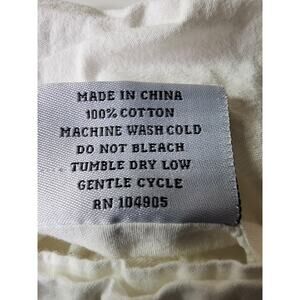 MADE IN CHINA
100% COTTON
MACHINE WASH COLD
DO NOT BLEACH
TUMBLE DRY LOW
GENTLE CYCLE
RN 104905